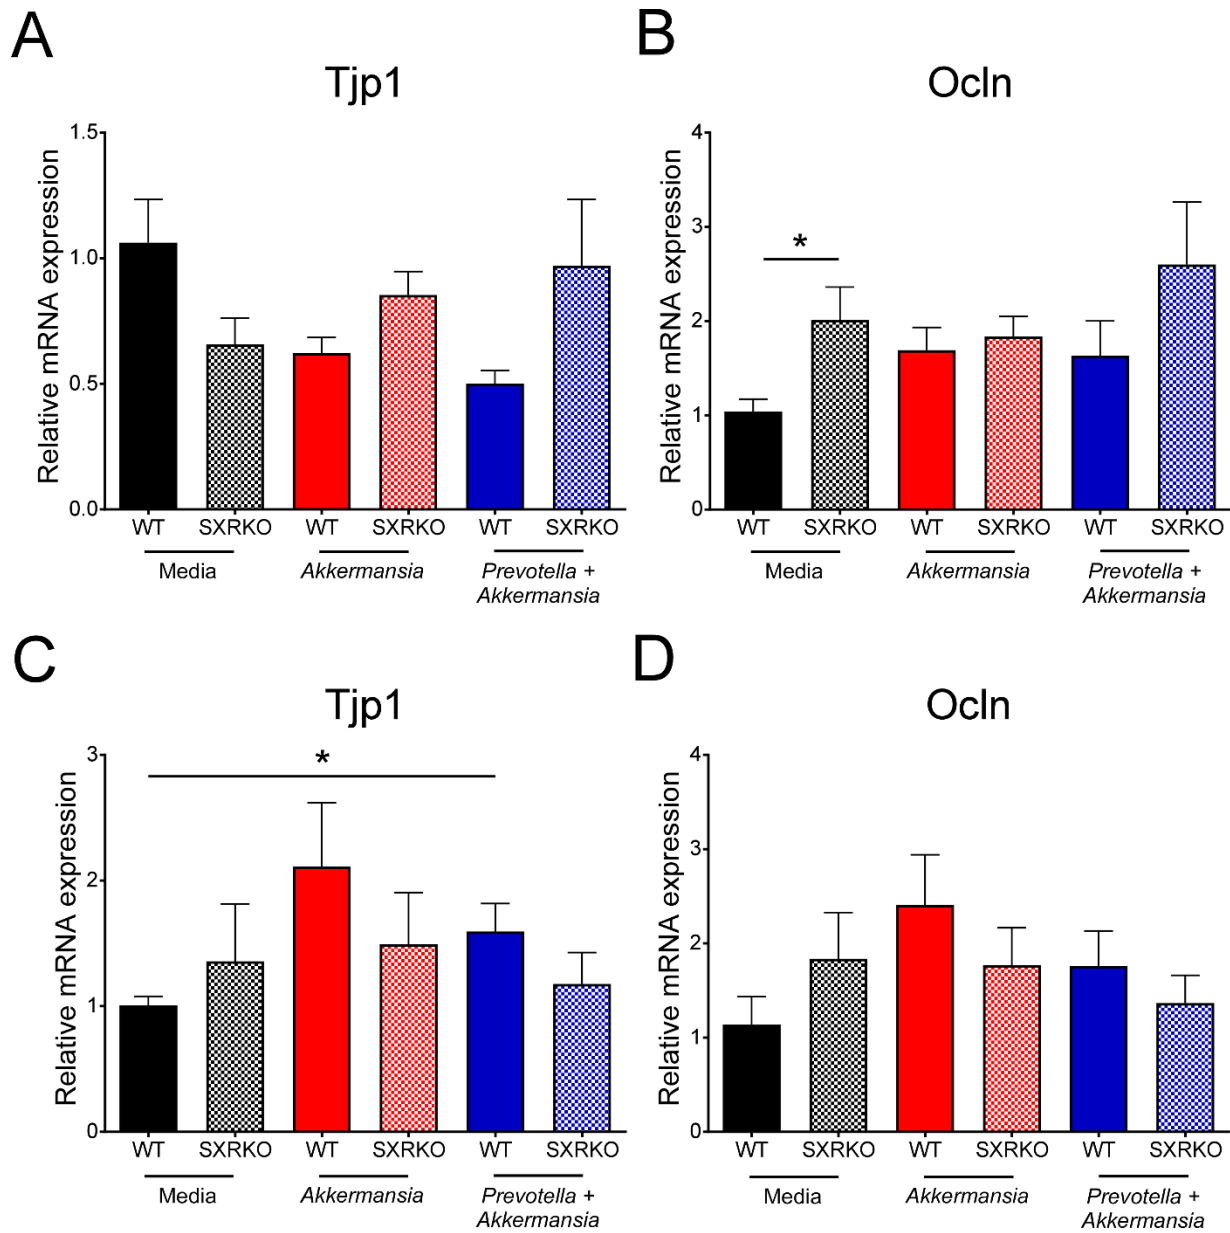 A
Tjp1
Relative mRNA expression
1.5
1.0
0.5
0.0
WT SXRKO WT SXRKO WT SXRKO
Media Akkermansia Prevotella +
Akkermansia
B
Ocln
Relative mRNA expression
4
3
2
1
0
*
WT SXRKO WT SXRKO WT SXRKO
Media Akkermansia Prevotella +
Akkermansia
C
Tjp1
Relative mRNA expression
3
2
1
0
*
WT SXRKO WT SXRKO WT SXRKO
Media Akkermansia Prevotella +
Akkermansia
D
Ocln
Relative mRNA expression
4
3
2
1
0
WT SXRKO WT SXRKO WT SXRKO
Media Akkermansia Prevotella +
Akkermansia